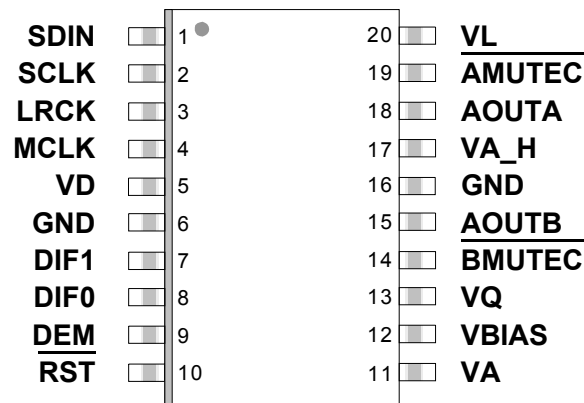 SDIN 1 20 VL
SCLK 2 19 AMUTEC
LRCK 3 18 AOUTA
MCLK 4 17 VA_H
VD 5 16 GND
GND 6 15 AOUTB
DIF1 7 14 BMUTEC
DIF0 8 13 VQ
DEM 9 12 VBIAS
RST 10 11 VA